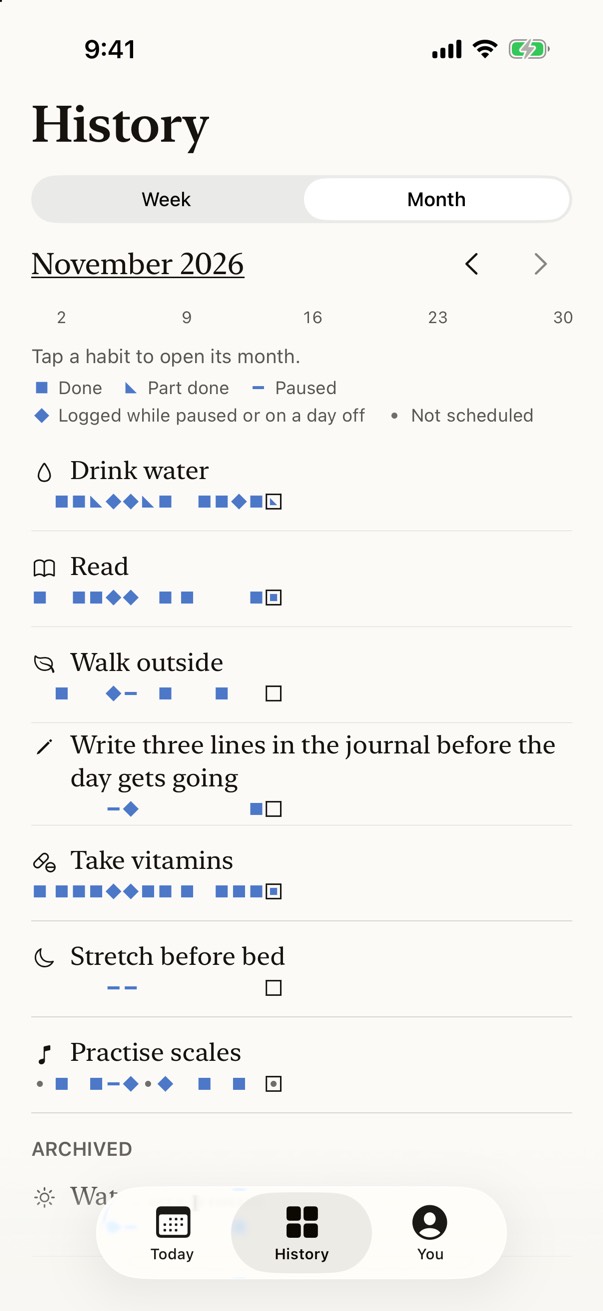 9:41
History
Week Month
November 2026
2 9 16 23 30
Tap a habit to open its month.
Done Part done Paused
Logged while paused or on a day off Not scheduled
Drink water
Read
Walk outside
Write three lines in the journal before the
day gets going
Take vitamins
Stretch before bed
Practise scales
ARCHIVED
Today History You